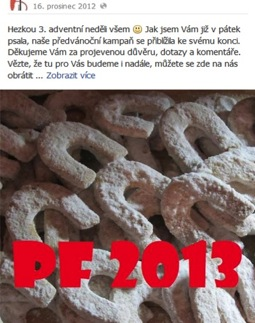 16. prosinec 2012
Hezkou 3. adventní neděli všem 🙂 Jak jsem Vám již v pátek
psala, naše předvánoční kampaň se přiblížila ke svému konci.
Děkujeme Vám za projevenou důvěru, dotazy a komentáře.
Vězte, že tu pro Vás budeme i nadále, můžete se zde na nás
obrátit ... Zobrazit více
PF 2013